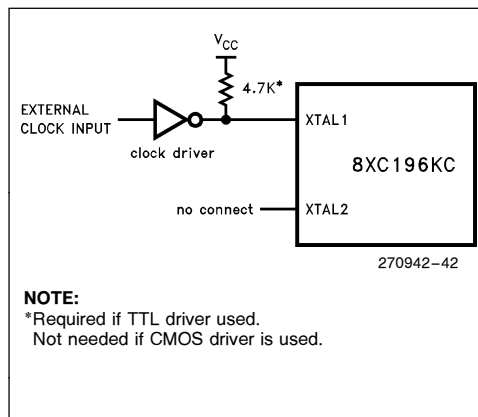 VCC
4.7K*
EXTERNAL
CLOCK INPUT
clock driver
XTAL1
8XC196KC
no connect
XTAL2
270942–42
NOTE:
*Required if TTL driver used.
Not needed if CMOS driver is used.